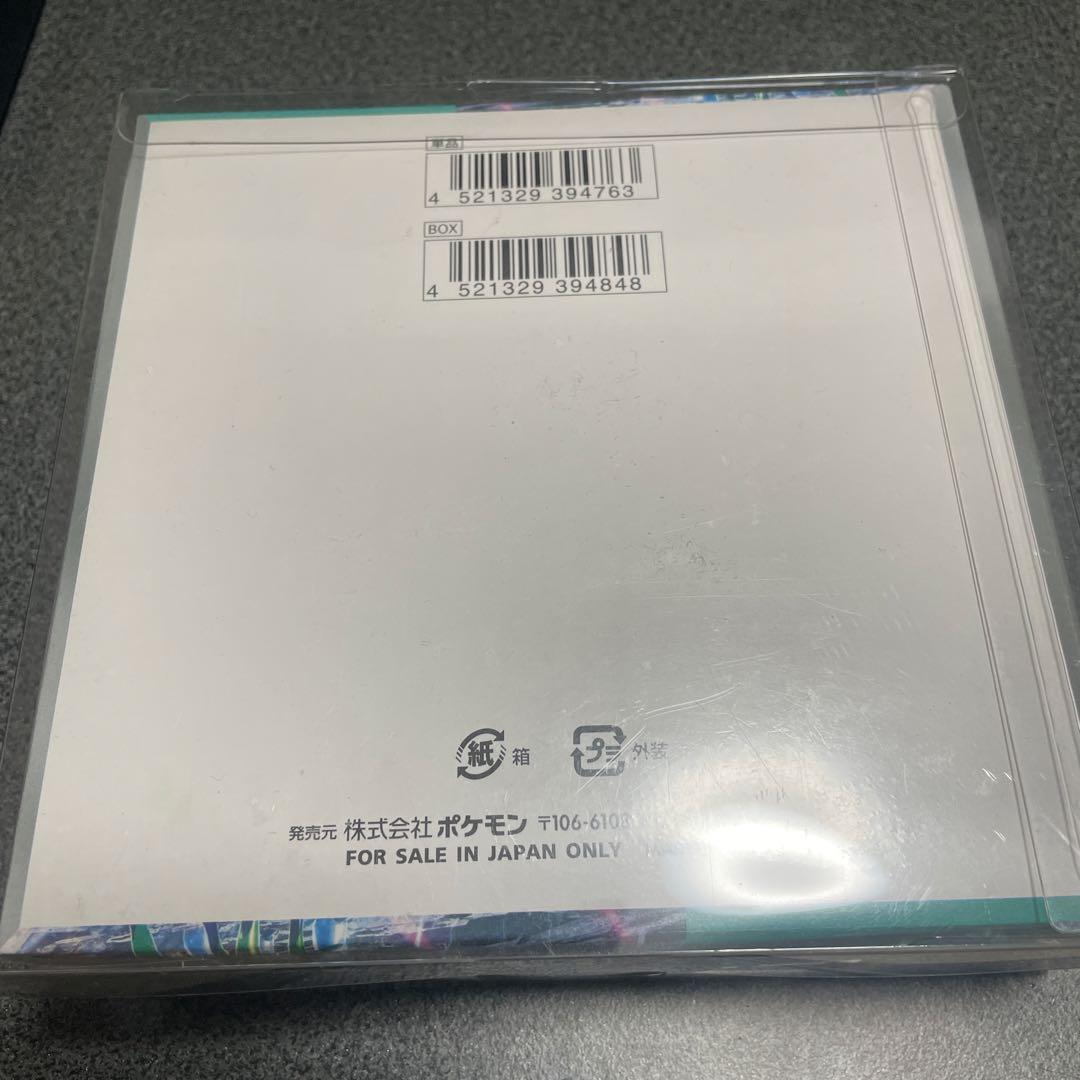 単品
4 521329 394763
BOX
4 521329 394848
紙 箱
プラ 外装
発売元 株式会社 ポケモン 〒106-6108
FOR SALE IN JAPAN ONLY